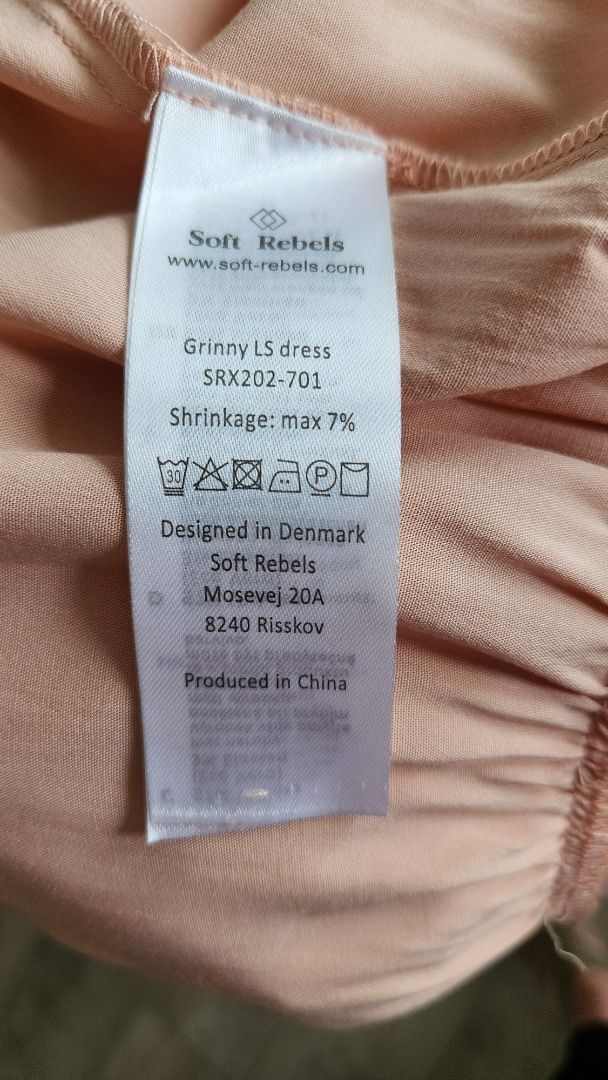 Soft Rebels
www.soft-rebels.com
Grinny LS dress
SRX202-701
Shrinkage: max 7%
30 P
Designed in Denmark
Soft Rebels
Mosevej 20A
8240 Risskov
Produced in China